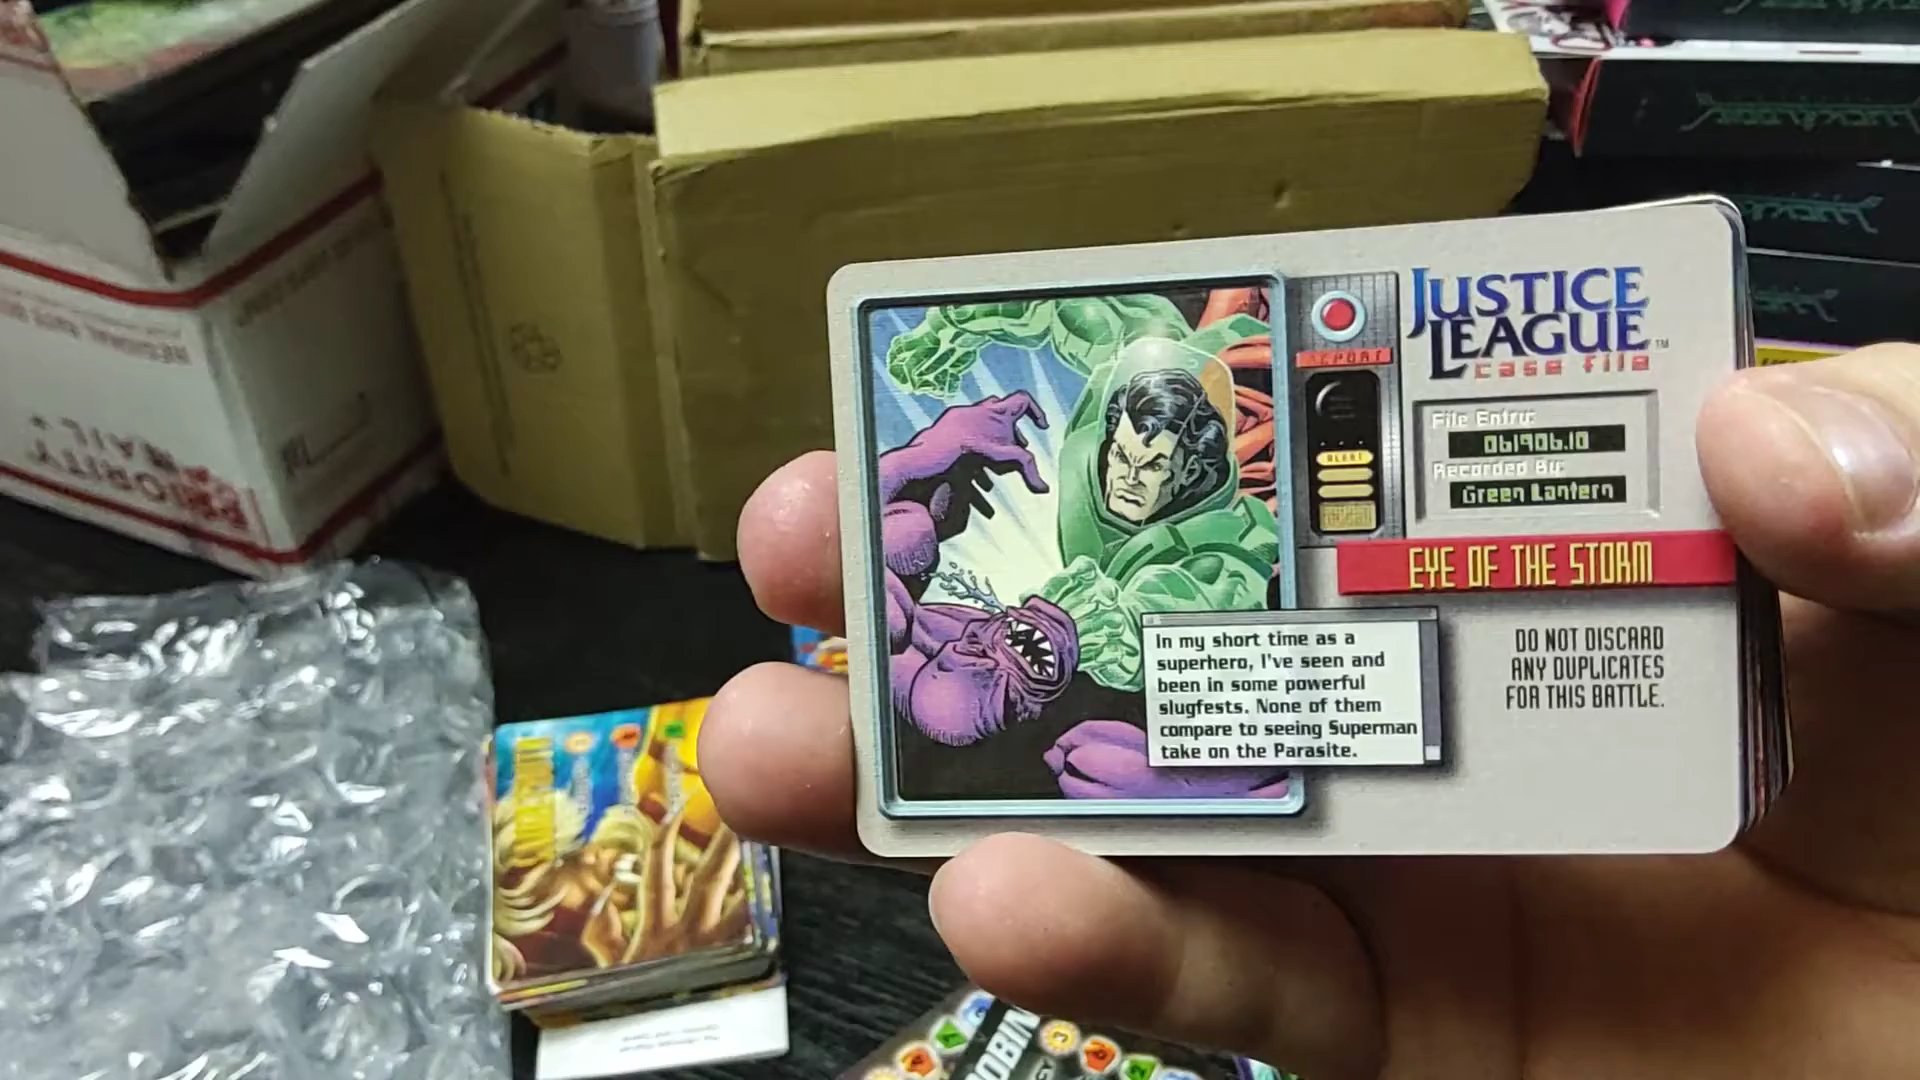 JUSTICE
LEAGUE™
case file
REPORT
File Entry:
061906.10
Recorded By:
Green Lantern
ALERT
EYE OF THE STORM
In my short time as a
superhero, I've seen and
been in some powerful
slugfests. None of them
compare to seeing Superman
take on the Parasite.
DO NOT DISCARD
ANY DUPLICATES
FOR THIS BATTLE.
PRIORITY
MAIL